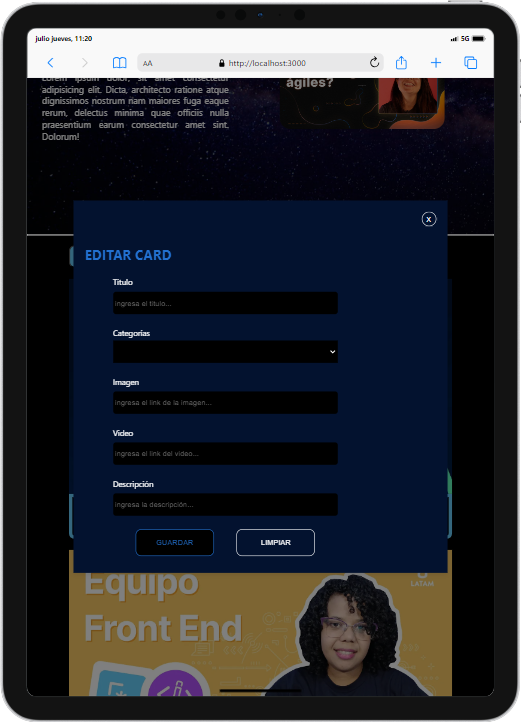 julio jueves, 11:20
5G
AA
http://localhost:3000
Lorem ipsum dolor, sit amet consectetur
adipisicing elit. Dicta, architecto ratione atque
dignissimos nostrum nam maiores fuga eaque
rerum, delectus minima quae officiis nulla
praesentium earum consectetur amet sint,
Dolorum!
ágiles?
x
EDITAR CARD
Titulo
ingresa el titulo...
Categorías
Imagen
ingresa el link de la imagen...
Video
ingresa el link del video...
Descripción
ingresa la descripción...
GUARDAR
LIMPIAR
Equipo
Front End
LATAM